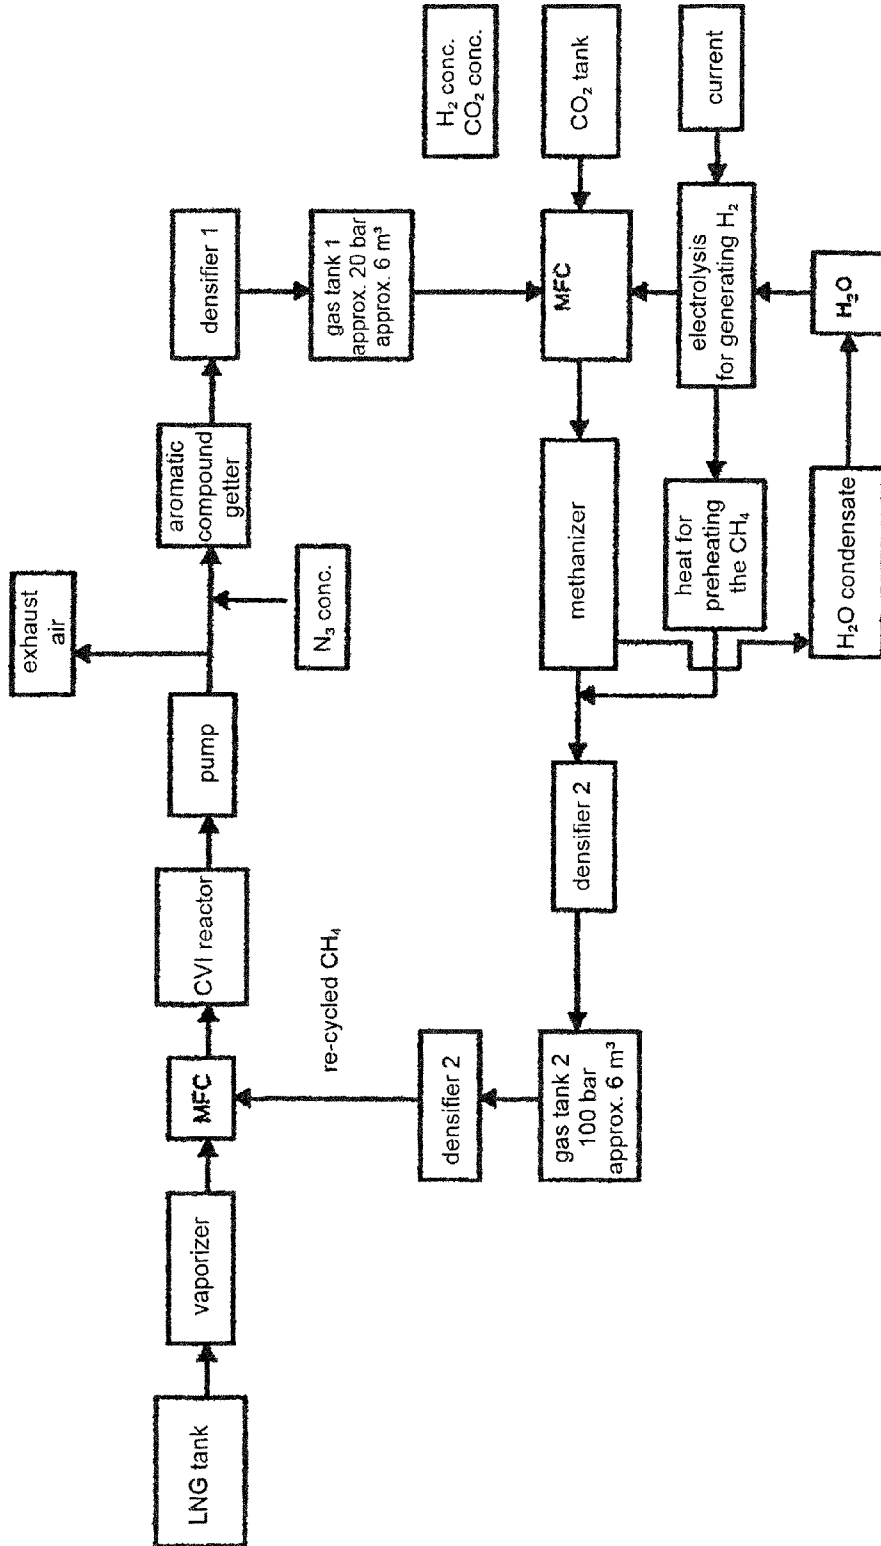 LNG tank
vaporizer
MFC
CVI reactor
pump
exhaust
air
N₃ conc.
aromatic
compound
getter
densifier 1
gas tank 1
approx. 20 bar
approx. 6 m³
H₂ conc.
CO₂ conc.
CO₂ tank
MFC
current
electrolysis
for generating H₂
H₂O
methanizer
heat for
preheating
the CH₄
H₂O condensate
densifier 2
gas tank 2
100 bar
approx. 6 m³
densifier 2
re-cycled CH₄